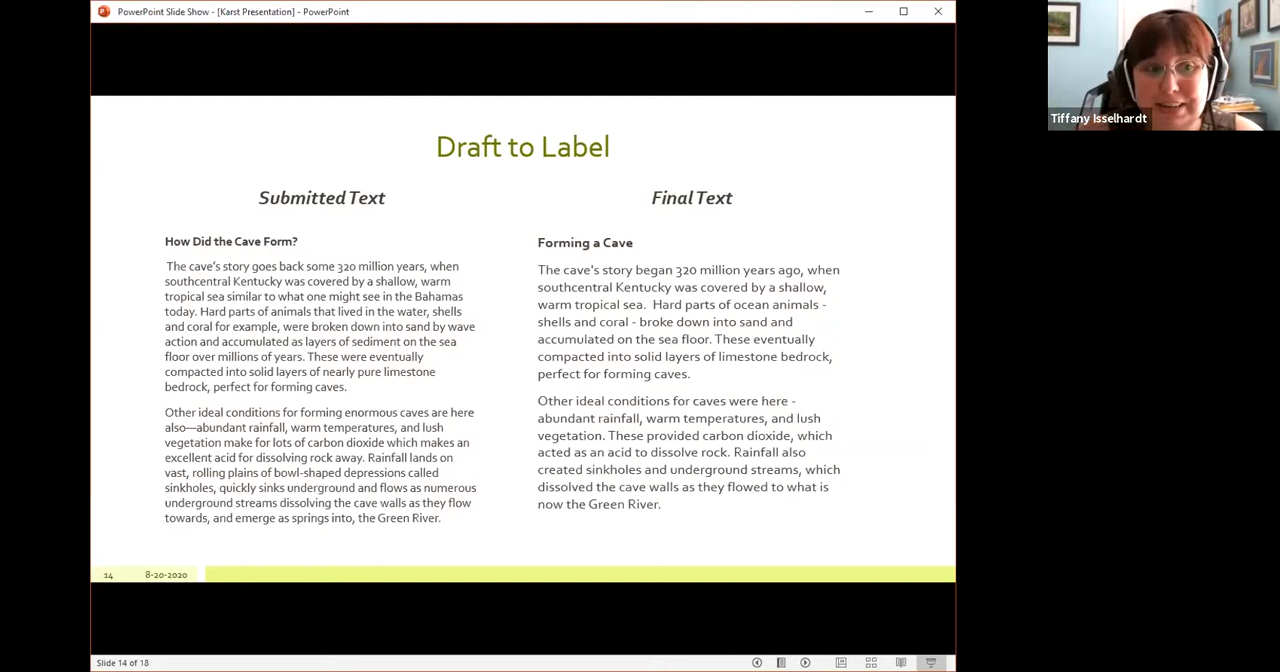 PowerPoint Slide Show - [Karst Presentation] - PowerPoint
Tiffany Isselhardt
Draft to Label
Submitted Text
How Did the Cave Form?
The cave's story goes back some 320 million years, when
southcentral Kentucky was covered by a shallow, warm
tropical sea similar to what one might see in the Bahamas
today. Hard parts of animals that lived in the water, shells
and coral for example, were broken down into sand by wave
action and accumulated as layers of sediment on the sea
floor over millions of years. These were eventually
compacted into solid layers of nearly pure limestone
bedrock, perfect for forming caves.
Other ideal conditions for forming enormous caves are here
also—abundant rainfall, warm temperatures, and lush
vegetation make for lots of carbon dioxide which makes an
excellent acid for dissolving rock away. Rainfall lands on
vast, rolling plains of bowl-shaped depressions called
sinkholes, quickly sinks underground and flows as numerous
underground streams dissolving the cave walls as they flow
towards, and emerge as springs into, the Green River.
Final Text
Forming a Cave
The cave's story began 320 million years ago, when
southcentral Kentucky was covered by a shallow,
warm tropical sea.  Hard parts of ocean animals -
shells and coral - broke down into sand and
accumulated on the sea floor. These eventually
compacted into solid layers of limestone bedrock,
perfect for forming caves.
Other ideal conditions for caves were here -
abundant rainfall, warm temperatures, and lush
vegetation. These provided carbon dioxide, which
acted as an acid to dissolve rock. Rainfall also
created sinkholes and underground streams, which
dissolved the cave walls as they flowed to what is
now the Green River.
14
8-20-2020
Slide 14 of 18